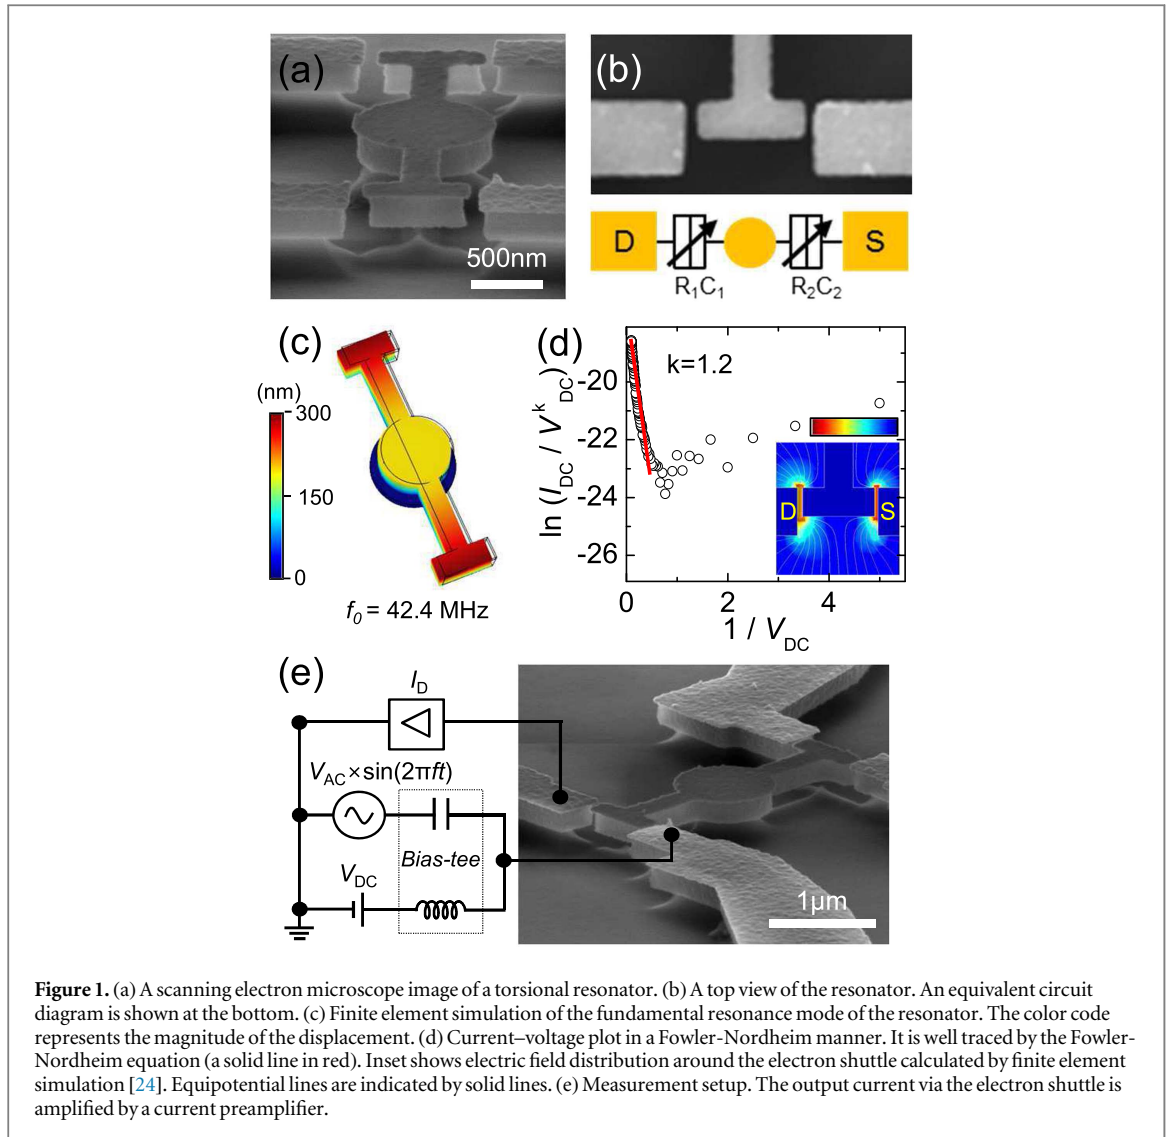 (a)
500nm
(b)
D
S
R1C1
R2C2
(c)
(nm)
300
150
0
f0 = 42.4 MHz
(d)
k=1.2
ln (IDC / VkDC)
-20
-22
-24
-26
D
S
0
2
4
1 / VDC
(e)
ID
VAC×sin(2πft)
Bias-tee
VDC
1µm
Figure 1. (a) A scanning electron microscope image of a torsional resonator. (b) A top view of the resonator. An equivalent circuit
diagram is shown at the bottom. (c) Finite element simulation of the fundamental resonance mode of the resonator. The color code
represents the magnitude of the displacement. (d) Current–voltage plot in a Fowler-Nordheim manner. It is well traced by the Fowler-
Nordheim equation (a solid line in red). Inset shows electric field distribution around the electron shuttle calculated by finite element
simulation [24]. Equipotential lines are indicated by solid lines. (e) Measurement setup. The output current via the electron shuttle is
amplified by a current preamplifier.